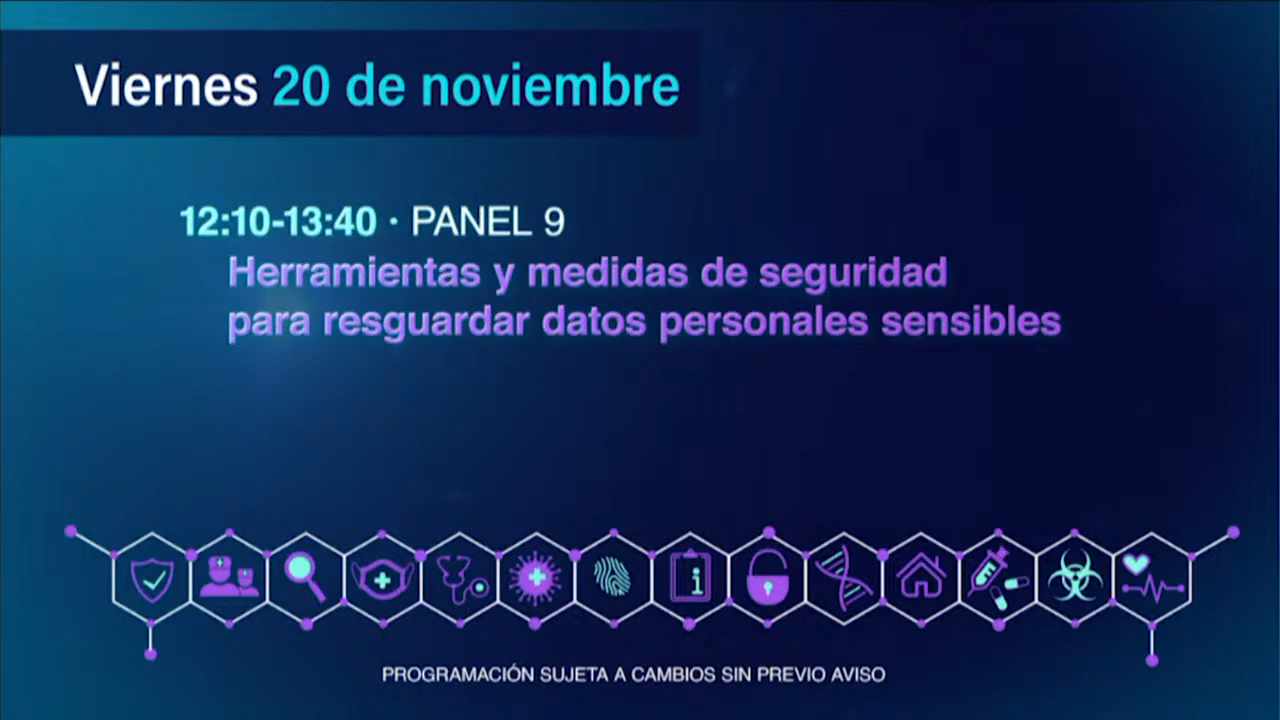 Viernes 20 de noviembre
12:10-13:40 · PANEL 9
Herramientas y medidas de seguridad
para resguardar datos personales sensibles
PROGRAMACIÓN SUJETA A CAMBIOS SIN PREVIO AVISO